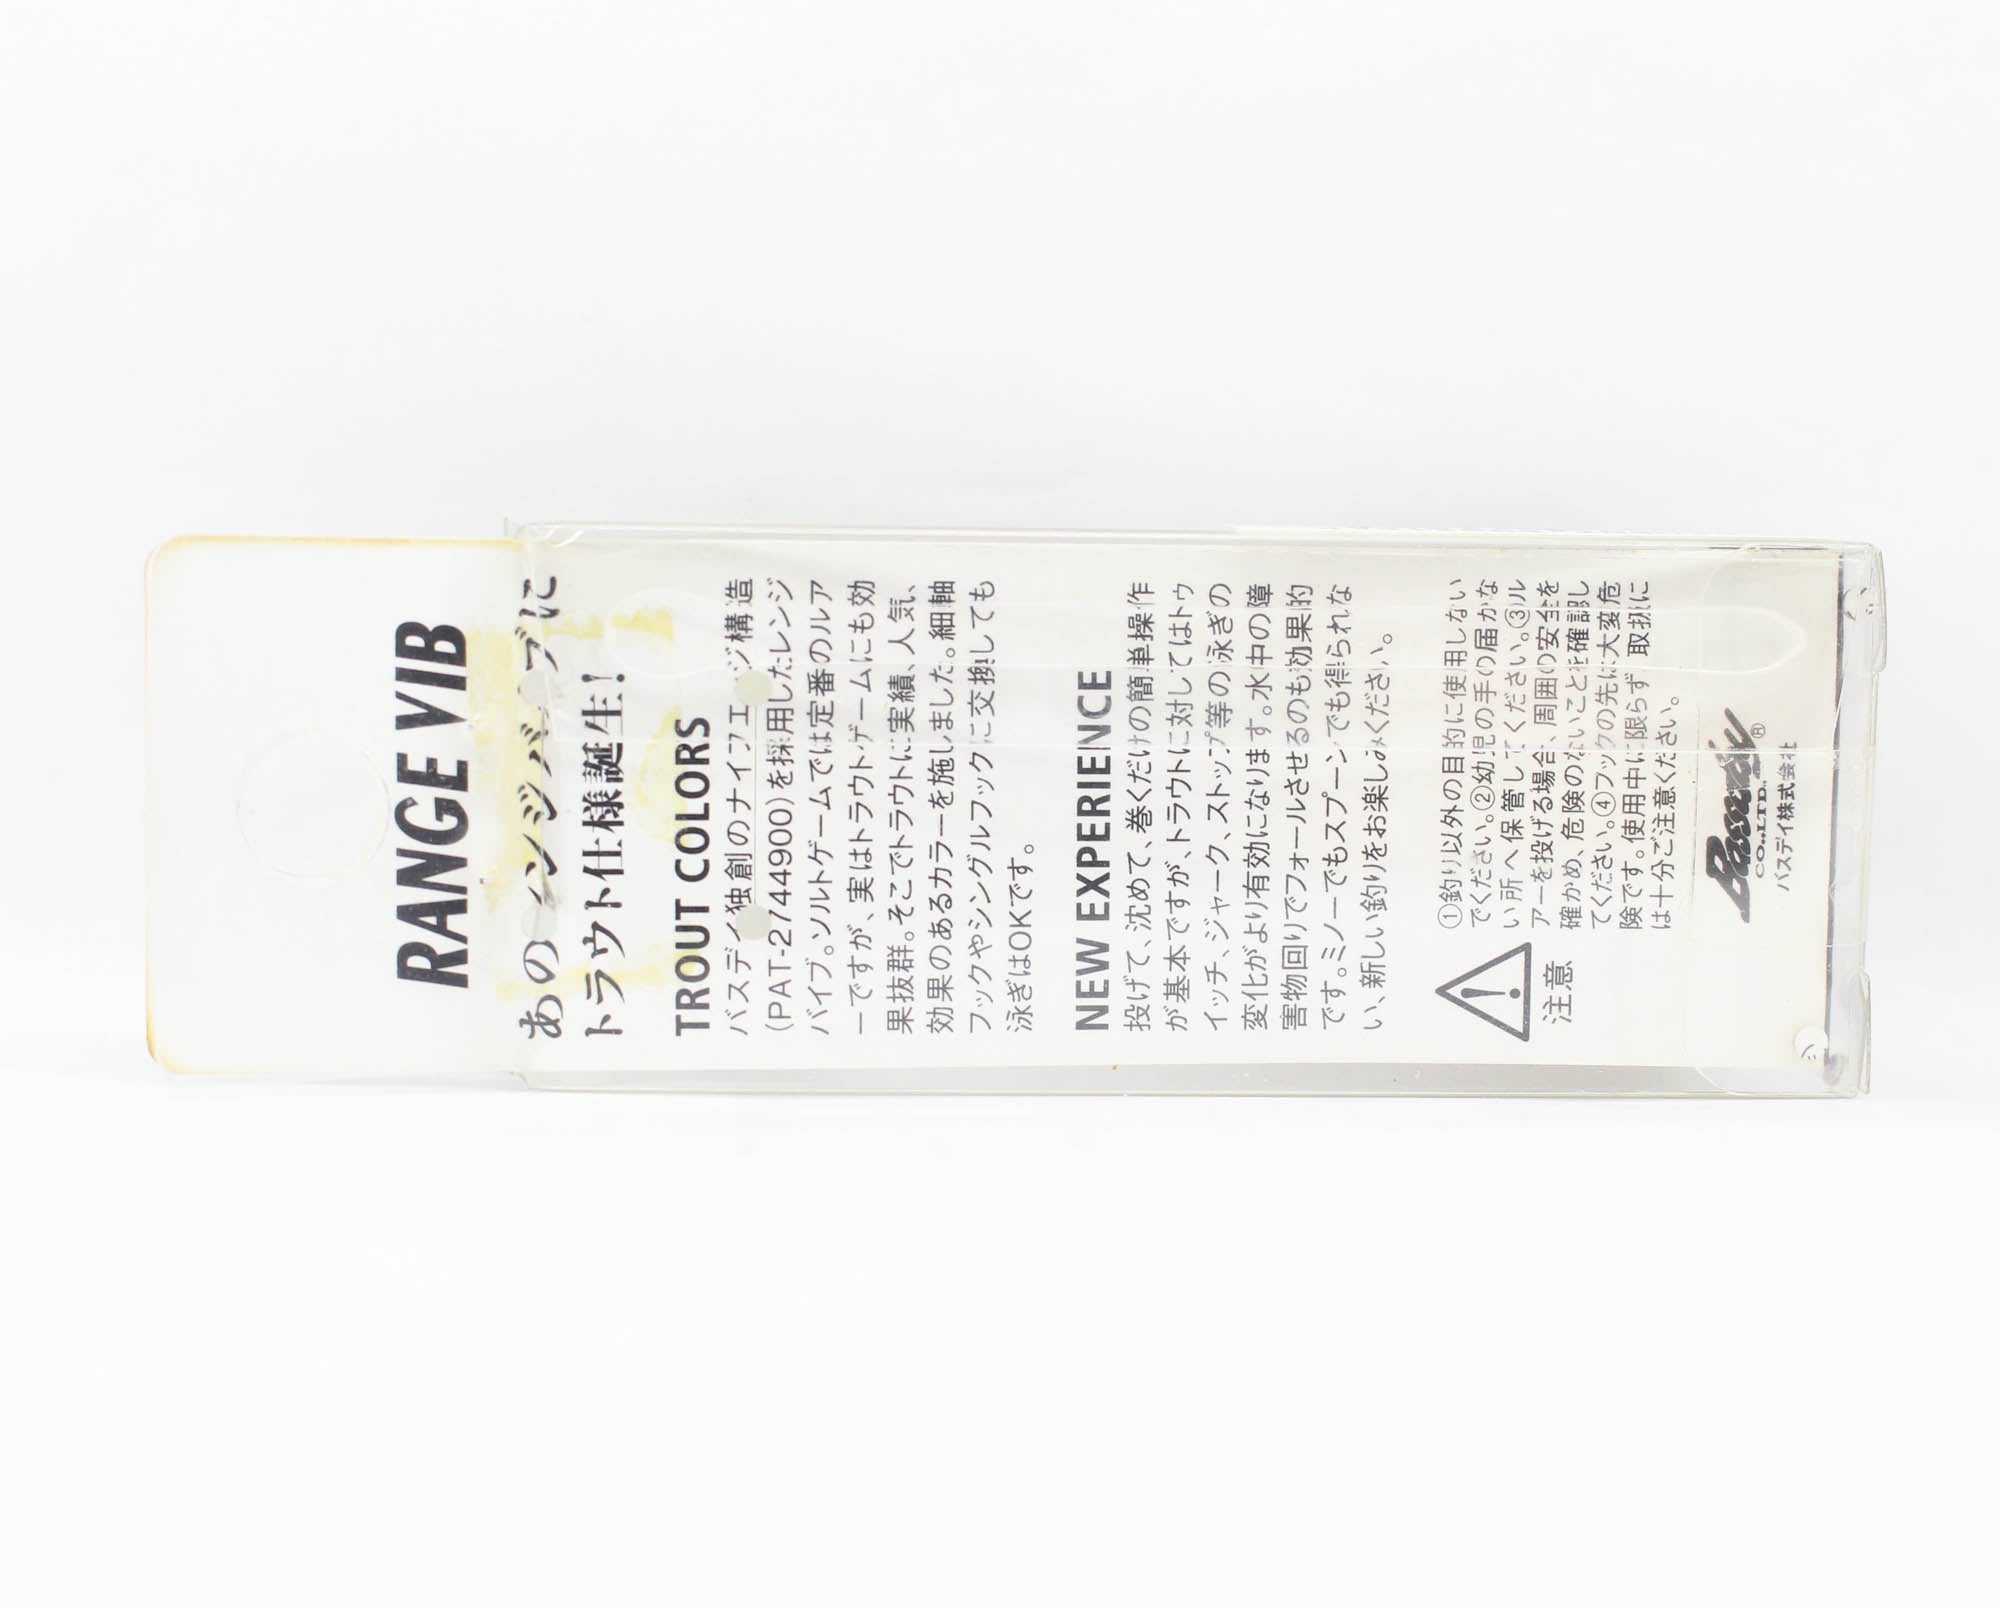 RANGE VIB
あのレンジバイブに
トラウト仕様誕生!
TROUT COLORS
バスデイ独創のナイフエッジ構造
(PAT-2744900)を採用したレンジ
バイブ。ソルトゲームでは定番のルア
ーですが、実はトラウトゲームにも効
果抜群。そこでトラウトに実績、人気、
効果のあるカラーを施しました。細軸
フックやシングルフックに交換しても
泳ぎはOKです。
NEW EXPERIENCE
投げて、沈めて、巻くだけの簡単操作
が基本ですが、トラウトに対してはトゥ
イッチ、ジャーク、ストップ等の泳ぎの
変化がより有効になります。水中の障
害物回りでフォールさせるのも効果的
です。ミノーでもスプーンでも得られな
い、新しい釣りをお楽しみください。
注意
①釣り以外の目的に使用しない
でください。②幼児の手の届かな
い所へ保管してください。③ル
アーを投げる場合、周囲の安全を
確かめ、危険のないことを確認し
てください。④フックの先は大変危
険です。使用中に限らず 取扱に
は十分ご注意ください。
Bassday®
CO.,LTD.
バスデイ株式会社